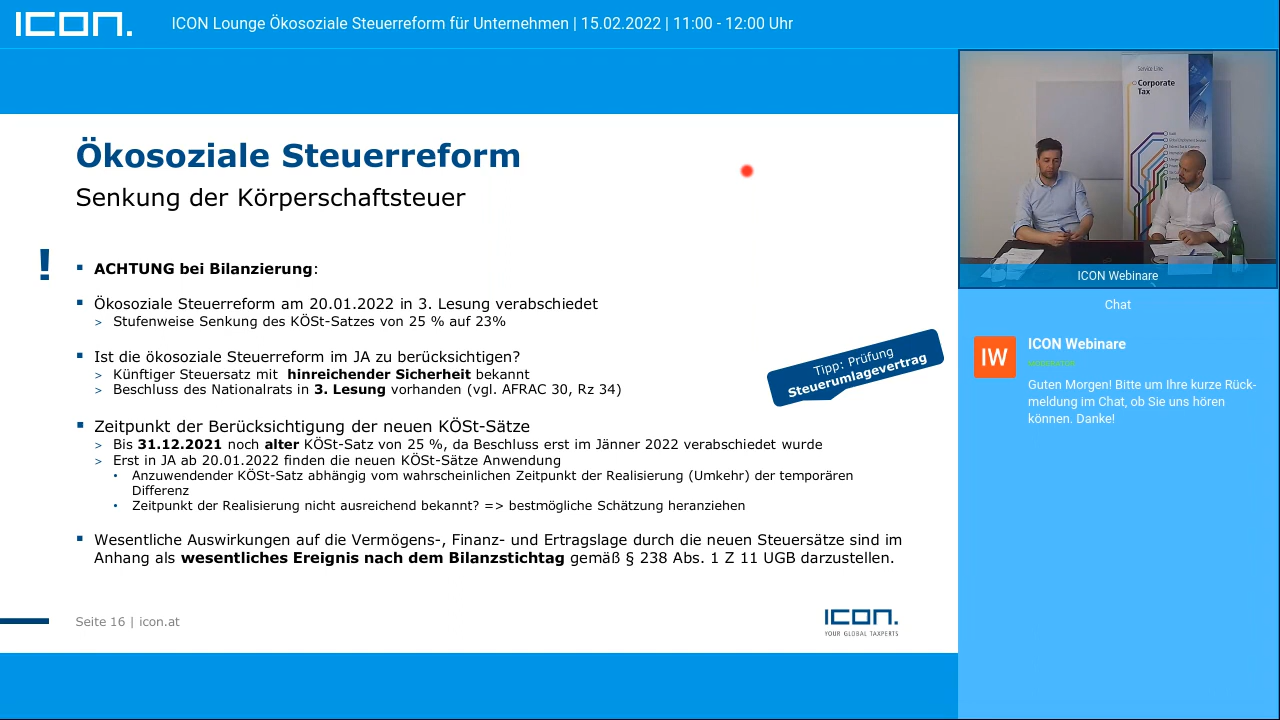 ICON.
ICON Lounge Ökosoziale Steuerreform für Unternehmen | 15.02.2022 | 11:00 - 12:00 Uhr
Ökosoziale Steuerreform
Senkung der Körperschaftsteuer
!
ACHTUNG bei Bilanzierung:
Ökosoziale Steuerreform am 20.01.2022 in 3. Lesung verabschiedet
> Stufenweise Senkung des KÖSt-Satzes von 25 % auf 23%
Ist die ökosoziale Steuerreform im JA zu berücksichtigen?
> Künftiger Steuersatz mit hinreichender Sicherheit bekannt
> Beschluss des Nationalrats in 3. Lesung vorhanden (vgl. AFRAC 30, Rz 34)
Tipp: Prüfung
Steuerumlagevertrag
Zeitpunkt der Berücksichtigung der neuen KÖSt-Sätze
> Bis 31.12.2021 noch alter KÖSt-Satz von 25 %, da Beschluss erst im Jänner 2022 verabschiedet wurde
> Erst in JA ab 20.01.2022 finden die neuen KÖSt-Sätze Anwendung
• Anzuwendender KÖSt-Satz abhängig vom wahrscheinlichen Zeitpunkt der Realisierung (Umkehr) der temporären
Differenz
• Zeitpunkt der Realisierung nicht ausreichend bekannt? => bestmögliche Schätzung heranziehen
Wesentliche Auswirkungen auf die Vermögens-, Finanz- und Ertragslage durch die neuen Steuersätze sind im
Anhang als wesentliches Ereignis nach dem Bilanzstichtag gemäß § 238 Abs. 1 Z 11 UGB darzustellen.
Seite 16 | icon.at
ICON.
YOUR GLOBAL TAXPERTS
Service Line
Corporate
Tax
ICON Webinare
Chat
IW
ICON Webinare
MODERATOR
Guten Morgen! Bitte um Ihre kurze Rück-
meldung im Chat, ob Sie uns hören
können. Danke!